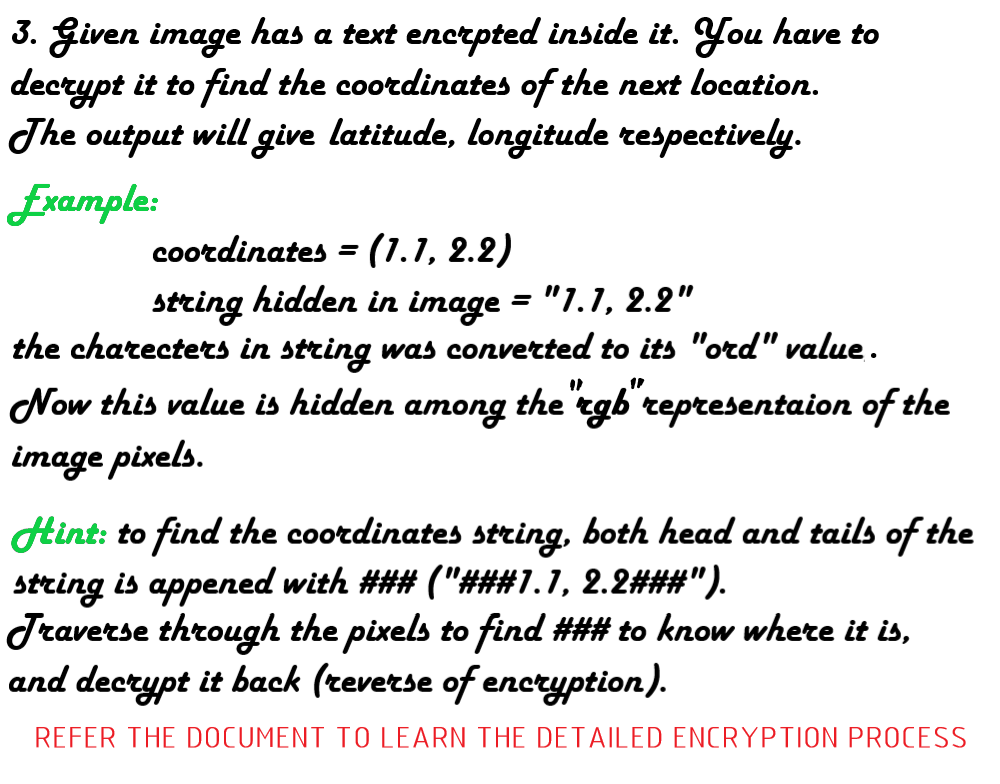 3. Given image has a text encrpted inside it. You have to
decrypt it to find the coordinates of the next location.
The output will give latitude, longitude respectively.
Example:
coordinates = (1.1, 2.2)
string hidden in image = "1.1, 2.2"
the charecters in string was converted to its "ord" value.
Now this value is hidden among the "rgb" representaion of the
image pixels.
Hint: to find the coordinates string, both head and tails of the
string is appened with ### ("###1.1, 2.2###").
Traverse through the pixels to find ### to know where it is,
and decrypt it back (reverse of encryption).
REFER THE DOCUMENT TO LEARN THE DETAILED ENCRYPTION PROCESS